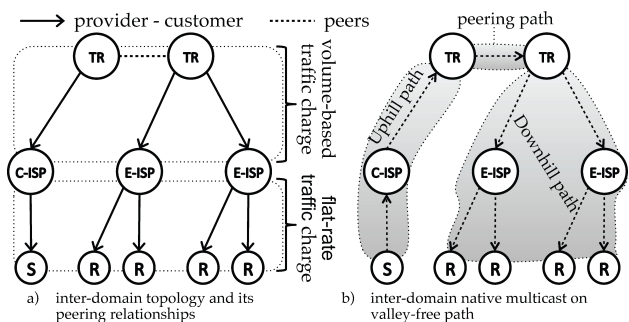 provider - customer
peers
TR
TR
C-ISP
E-ISP
E-ISP
S
R
R
R
R
volume-based
traffic charge
flat-rate
traffic charge
a) inter-domain topology and its
peering relationships
peering path
TR
TR
Uphill path
Downhill path
C-ISP
E-ISP
E-ISP
S
R
R
R
R
b) inter-domain native multicast on
valley-free path